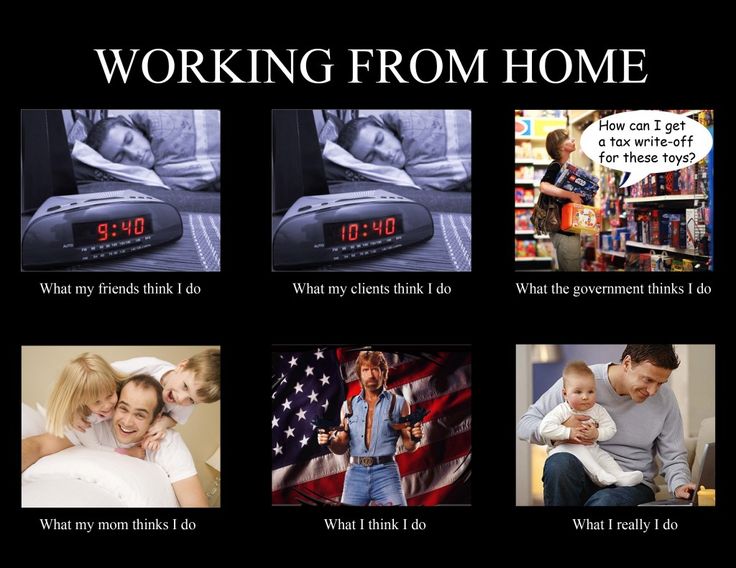 WORKING FROM HOME
9:40
AUTO
10:40
AUTO
How can I get
a tax write-off
for these toys?
What my friends think I do
What my clients think I do
What the government thinks I do
What my mom thinks I do
What I think I do
What I really I do